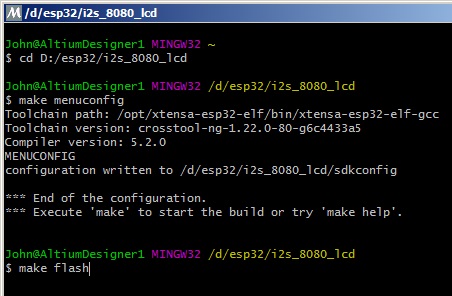 M /d/esp32/i2s_8080_lcd
John@AltiumDesigner1 MINGW32 ~
$ cd D:/esp32/i2s_8080_lcd
John@AltiumDesigner1 MINGW32 /d/esp32/i2s_8080_lcd
$ make menuconfig
Toolchain path: /opt/xtensa-esp32-elf/bin/xtensa-esp32-elf-gcc
Toolchain version: crosstool-ng-1.22.0-80-g6c4433a5
Compiler version: 5.2.0
MENUCONFIG
configuration written to /d/esp32/i2s_8080_lcd/sdkconfig
*** End of the configuration.
*** Execute 'make' to start the build or try 'make help'.
John@AltiumDesigner1 MINGW32 /d/esp32/i2s_8080_lcd
$ make flash